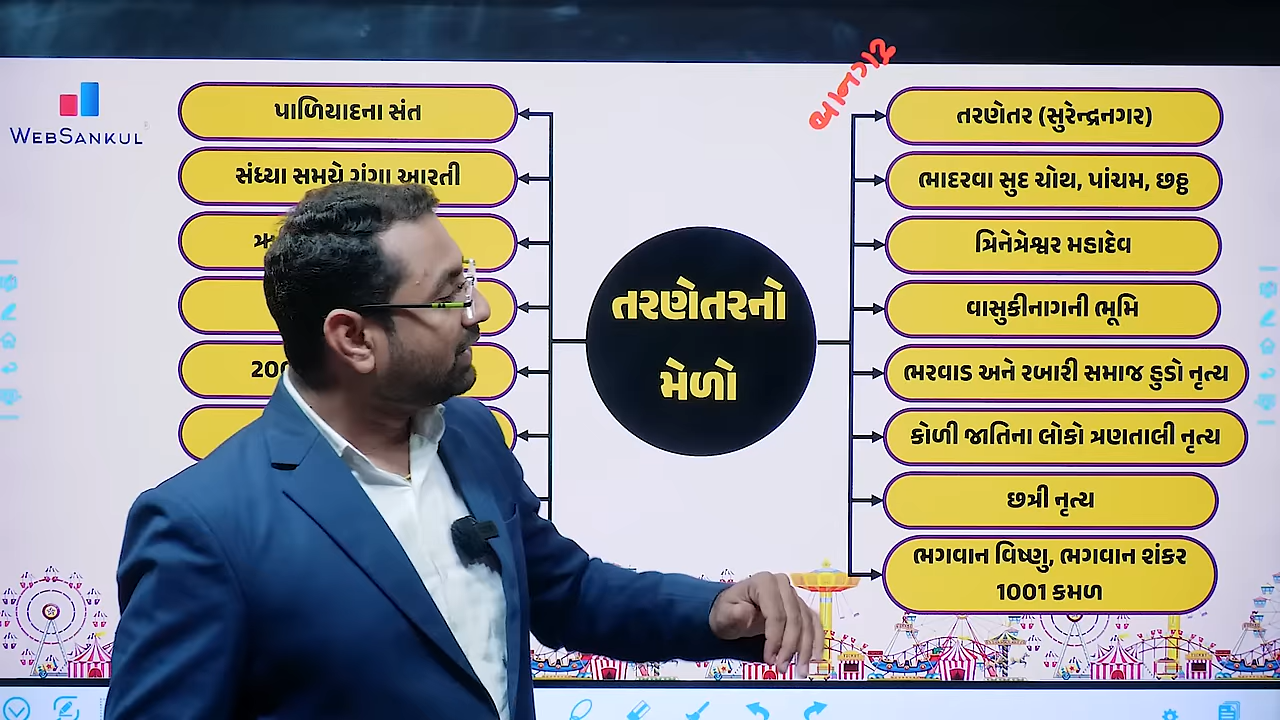 WEBSANKUL
પાળિયાદના સંત
સંધ્યા સમયે ગંગા આરતી
200
તરણેતરનો
મેળો
તરણેતર (સુરેન્દ્રનગર)
ભાદરવા સુદ ચોથ, પાંચમ, છઠ્ઠ
ત્રિનેત્રેશ્વર મહાદેવ
વાસુકીનાગની ભૂમિ
ભરવાડ અને રબારી સમાજ હુડો નૃત્ય
કોળી જાતિના લોકો ત્રણતાલી નૃત્ય
છત્રી નૃત્ય
ભગવાન વિષ્ણુ, ભગવાન શંકર
1001 કમળ